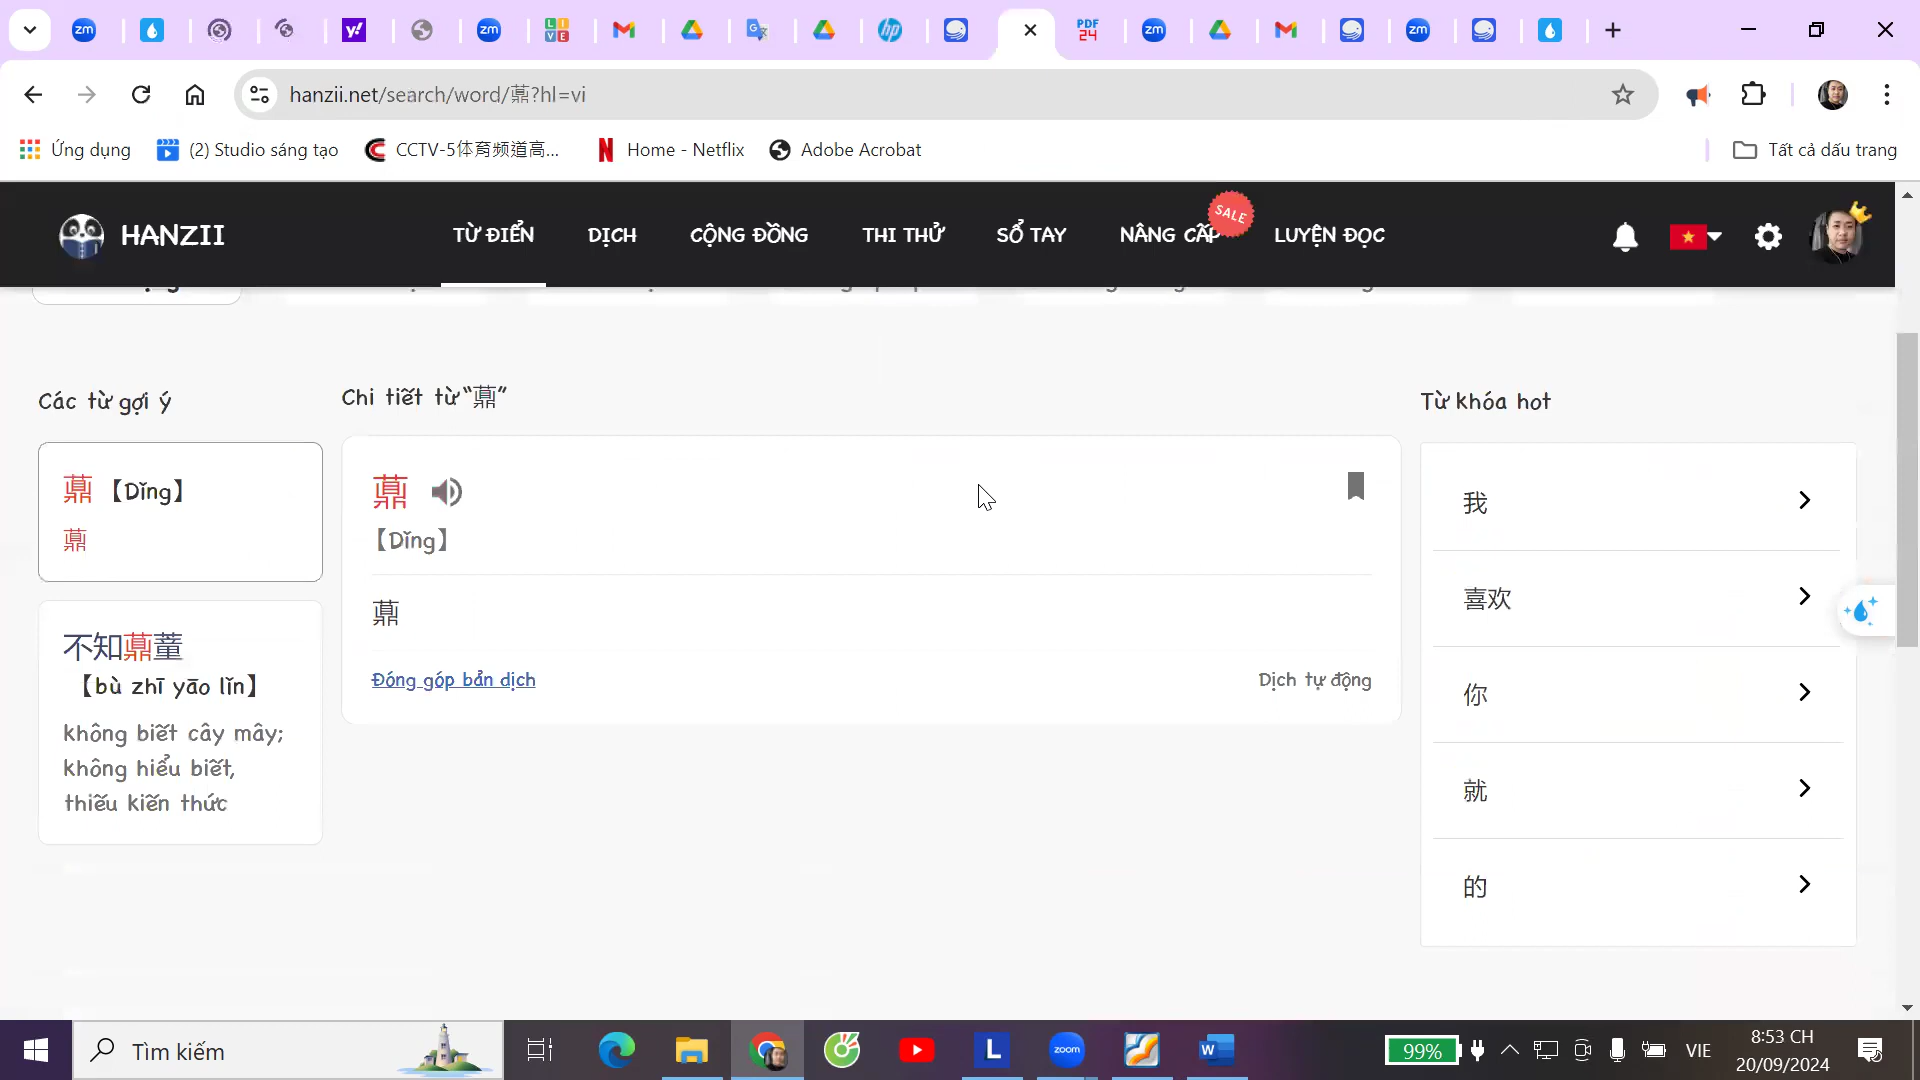 hanzii.net/search/word/薡?hl=vi
Ứng dụng
(2) Studio sáng tạo
CCTV-5体育频道高...
Home - Netflix
Adobe Acrobat
Tất cả dấu trang
HANZII
TỪ ĐIỂN
DỊCH
CỘNG ĐỒNG
THI THỬ
SỔ TAY
NÂNG CẤP
SALE
LUYỆN ĐỌC
Các từ gợi ý
Chi tiết từ “薡”
Từ khóa hot
薡 【Dǐng】
薡
不知薡蕫
【bù zhī yāo lǐn】
không biết cây mây;
không hiểu biết,
thiếu kiến thức
薡
【Dǐng】
薡
Đóng góp bản dịch
Dịch tự động
我
喜欢
你
就
的
Tìm kiếm
99%
VIE
8:53 CH
20/09/2024